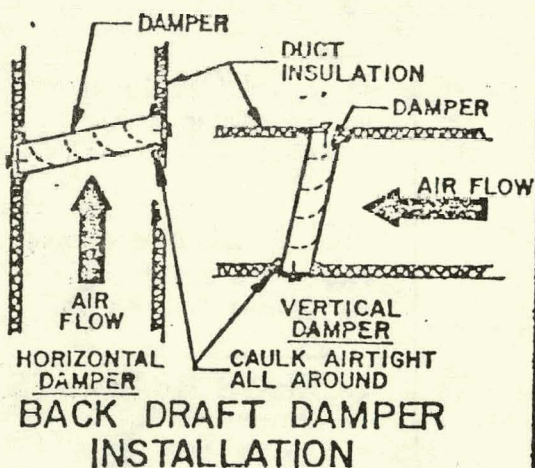 DAMPER
DUCT
INSULATION
DAMPER
AIR FLOW
AIR
FLOW
VERTICAL
DAMPER
HORIZONTAL
DAMPER
CAULK AIRTIGHT
ALL AROUND
BACK DRAFT DAMPER
INSTALLATION